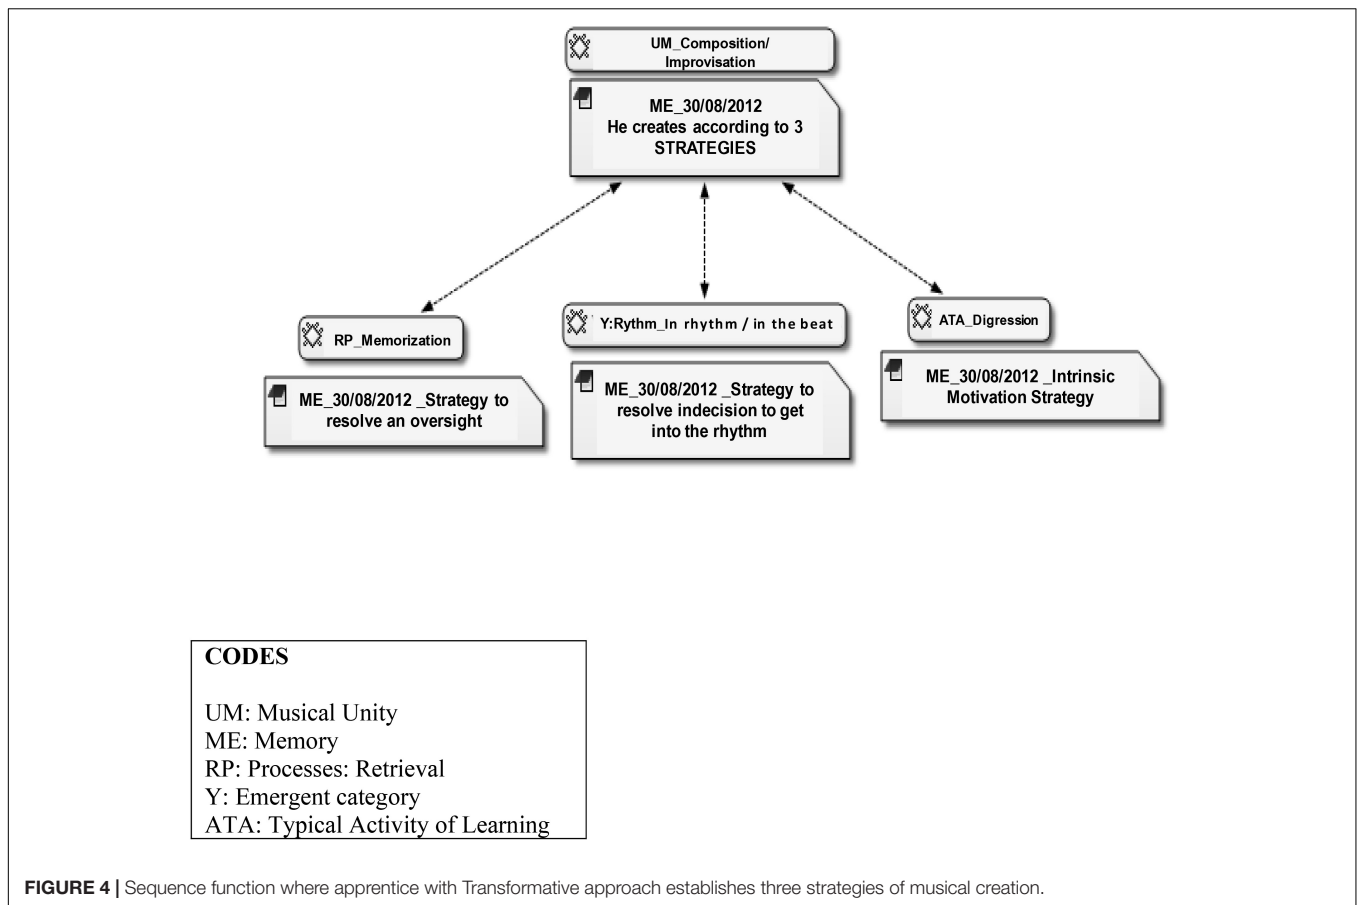 UM_Composition/
Improvisation
ME_30/08/2012
He creates according to 3
STRATEGIES
RP_Memorization
ME_30/08/2012 _Strategy to
resolve an oversight
Y:Rythm_In rhythm / in the beat
ME_30/08/2012 _Strategy to
resolve indecision to get
into the rhythm
ATA_Digression
ME_30/08/2012 _Intrinsic
Motivation Strategy
CODES
UM: Musical Unity
ME: Memory
RP: Processes: Retrieval
Y: Emergent category
ATA: Typical Activity of Learning
FIGURE 4 | Sequence function where apprentice with Transformative approach establishes three strategies of musical creation.